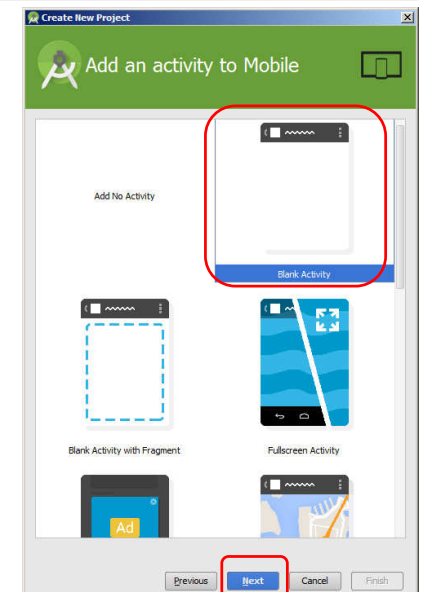 Create New Project
Add an activity to Mobile
Add No Activity
Blank Activity
Blank Activity with Fragment
Fullscreen Activity
Ad
Previous
Next
Cancel
Finish